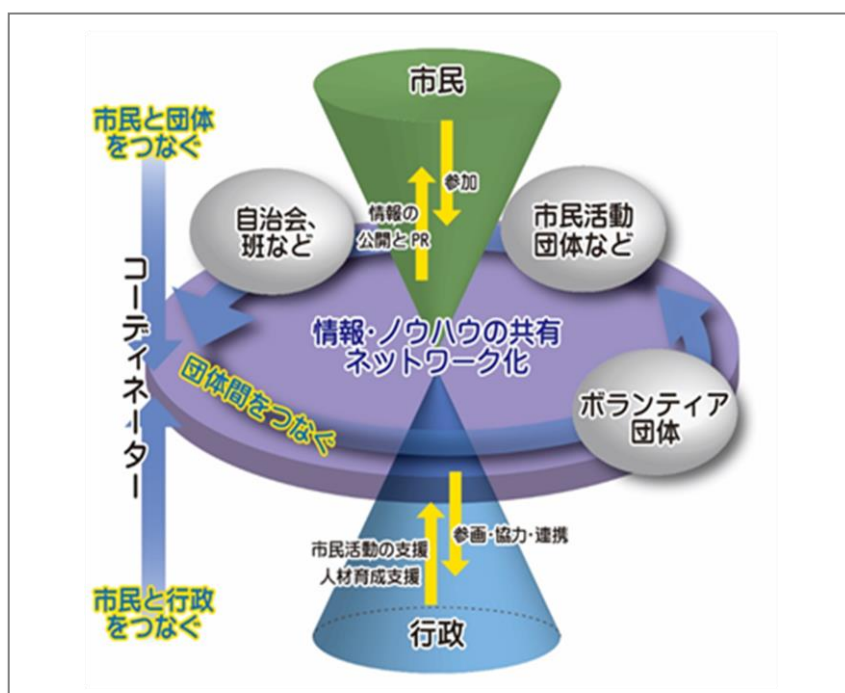 市民
市民と団体
をつなぐ
参加
情報の
公開とPR
自治会、
班など
市民活動
団体など
コーディネーター
情報・ノウハウの共有
ネットワーク化
団体間をつなぐ
ボランティア
団体
市民活動の支援
人材育成支援
参画・協力・連携
市民と行政
をつなぐ
行政